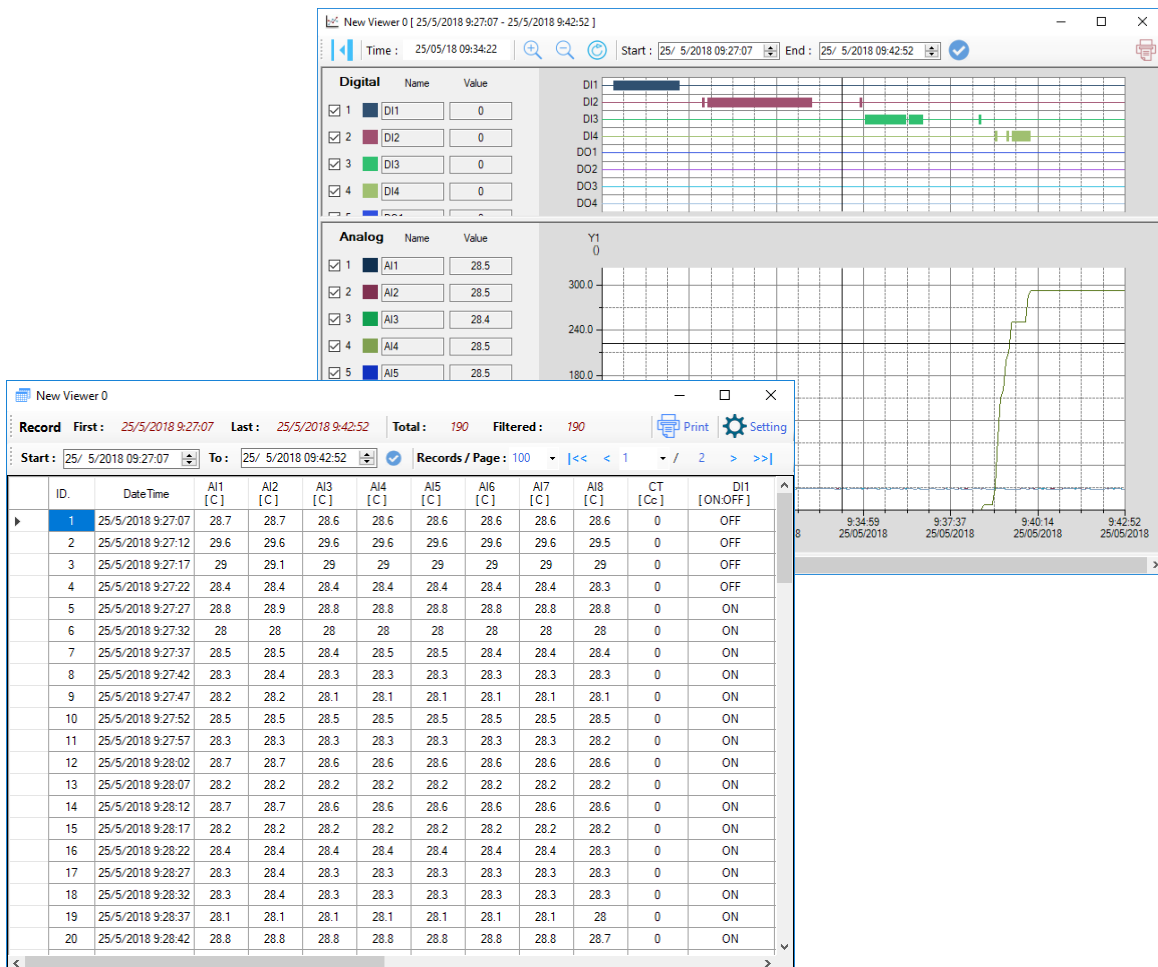 New Viewer 0 [ 25/5/2018 9:27:07 - 25/5/2018 9:42:52 ]
Time : 25/05/18 09:34:22 Start : 25/ 5/2018 09:27:07 End : 25/ 5/2018 09:42:52
Digital Name Value
1 DI1 0
2 DI2 0
3 DI3 0
4 DI4 0
DI1
DI2
DI3
DI4
DO1
DO2
DO3
DO4
Analog Name Value
1 AI1 28.5
2 AI2 28.5
3 AI3 28.4
4 AI4 28.5
5 AI5 28.5
Y1
()
300.0
240.0
180.0
8 9:34:59 9:37:37 9:40:14 9:42:52
25/05/2018 25/05/2018 25/05/2018 25/05/2018
New Viewer 0
Record First : 25/5/2018 9:27:07 Last : 25/5/2018 9:42:52 Total : 190 Filtered : 190 Print Setting
Start : 25/ 5/2018 09:27:07 To : 25/ 5/2018 09:42:52 Records / Page : 100 |<< < 1 / 2 > >>|
ID. DateTime AI1 AI2 AI3 AI4 AI5 AI6 AI7 AI8 CT DI1
[ C ] [ C ] [ C ] [ C ] [ C ] [ C ] [ C ] [ C ] [ Cc ] [ ON:OFF ]
1 25/5/2018 9:27:07 28.7 28.7 28.6 28.6 28.6 28.6 28.6 28.6 0 OFF
2 25/5/2018 9:27:12 29.6 29.6 29.6 29.6 29.6 29.6 29.6 29.5 0 OFF
3 25/5/2018 9:27:17 29 29.1 29 29 29 29 29 29 0 OFF
4 25/5/2018 9:27:22 28.4 28.4 28.4 28.4 28.4 28.4 28.4 28.3 0 OFF
5 25/5/2018 9:27:27 28.8 28.9 28.8 28.8 28.8 28.8 28.8 28.8 0 ON
6 25/5/2018 9:27:32 28 28 28 28 28 28 28 28 0 ON
7 25/5/2018 9:27:37 28.5 28.5 28.4 28.5 28.5 28.4 28.4 28.4 0 ON
8 25/5/2018 9:27:42 28.3 28.4 28.3 28.3 28.3 28.3 28.3 28.3 0 ON
9 25/5/2018 9:27:47 28.2 28.2 28.1 28.1 28.1 28.1 28.1 28.1 0 ON
10 25/5/2018 9:27:52 28.5 28.5 28.5 28.5 28.5 28.5 28.5 28.5 0 ON
11 25/5/2018 9:27:57 28.3 28.3 28.3 28.3 28.3 28.3 28.3 28.2 0 ON
12 25/5/2018 9:28:02 28.7 28.7 28.6 28.6 28.6 28.6 28.6 28.6 0 ON
13 25/5/2018 9:28:07 28.2 28.2 28.2 28.2 28.2 28.2 28.2 28.2 0 ON
14 25/5/2018 9:28:12 28.7 28.7 28.6 28.6 28.6 28.6 28.6 28.6 0 ON
15 25/5/2018 9:28:17 28.2 28.2 28.2 28.2 28.2 28.2 28.2 28.2 0 ON
16 25/5/2018 9:28:22 28.4 28.4 28.4 28.4 28.4 28.4 28.4 28.3 0 ON
17 25/5/2018 9:28:27 28.3 28.4 28.3 28.3 28.3 28.3 28.3 28.3 0 ON
18 25/5/2018 9:28:32 28.3 28.4 28.3 28.3 28.3 28.3 28.3 28.3 0 ON
19 25/5/2018 9:28:37 28.1 28.1 28.1 28.1 28.1 28.1 28.1 28 0 ON
20 25/5/2018 9:28:42 28.8 28.8 28.8 28.8 28.8 28.8 28.8 28.7 0 ON